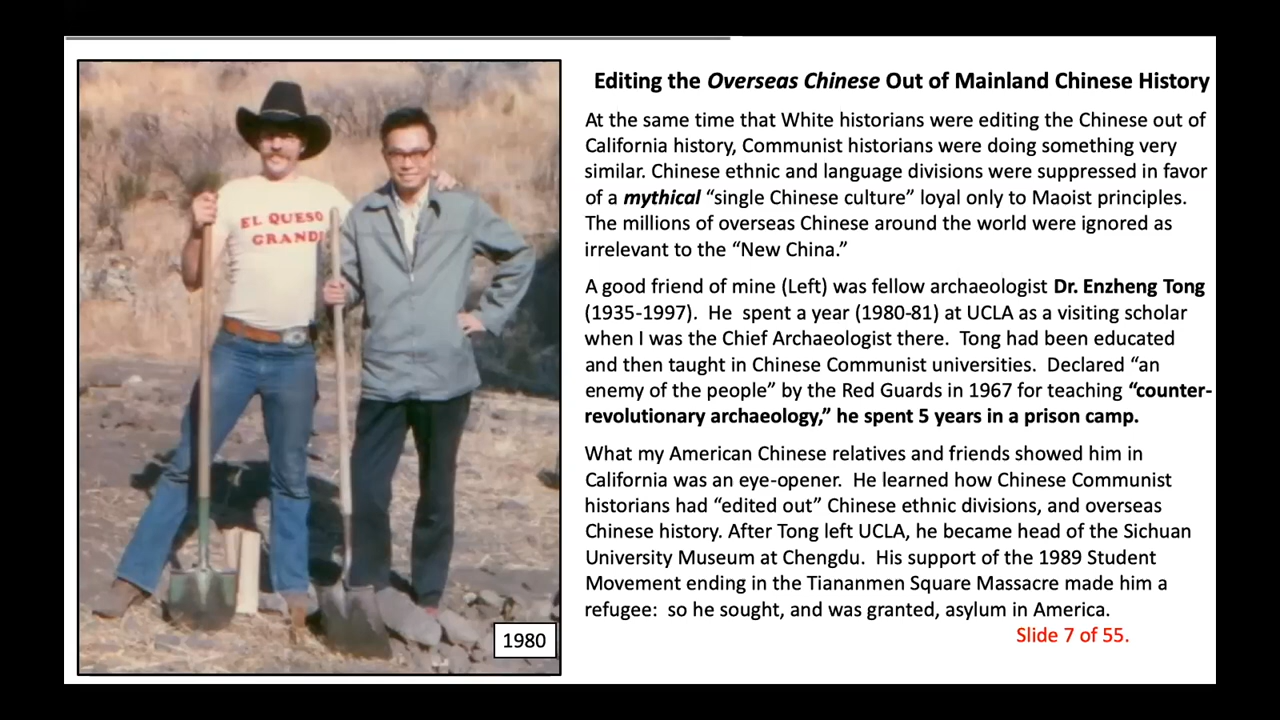 Editing the Overseas Chinese Out of Mainland Chinese History
At the same time that White historians were editing the Chinese out of
California history, Communist historians were doing something very
similar. Chinese ethnic and language divisions were suppressed in favor
of a mythical “single Chinese culture” loyal only to Maoist principles.
The millions of overseas Chinese around the world were ignored as
irrelevant to the “New China.”
A good friend of mine (Left) was fellow archaeologist Dr. Enzheng Tong
(1935-1997).  He  spent a year (1980-81) at UCLA as a visiting scholar
when I was the Chief Archaeologist there.  Tong had been educated
and then taught in Chinese Communist universities.  Declared “an
enemy of the people” by the Red Guards in 1967 for teaching “counter-
revolutionary archaeology,” he spent 5 years in a prison camp.
What my American Chinese relatives and friends showed him in
California was an eye-opener.  He learned how Chinese Communist
historians had “edited out” Chinese ethnic divisions, and overseas
Chinese history. After Tong left UCLA, he became head of the Sichuan
University Museum at Chengdu.  His support of the 1989 Student
Movement ending in the Tiananmen Square Massacre made him a
refugee:  so he sought, and was granted, asylum in America.
Slide 7 of 55.
EL QUESO
GRAND
1980